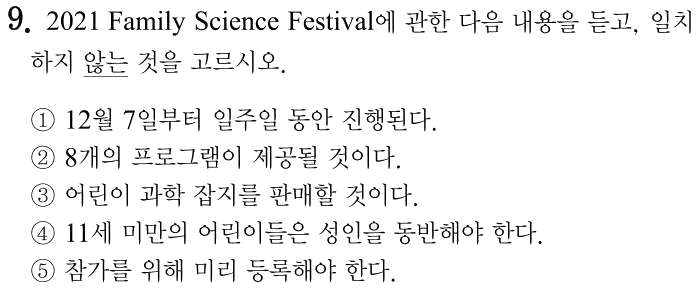 9. 2021 Family Science Festival에 관한 다음 내용을 듣고, 일치
하지 않는 것을 고르시오.
① 12월 7일부터 일주일 동안 진행된다.
② 8개의 프로그램이 제공될 것이다.
③ 어린이 과학 잡지를 판매할 것이다.
④ 11세 미만의 어린이들은 성인을 동반해야 한다.
⑤ 참가를 위해 미리 등록해야 한다.